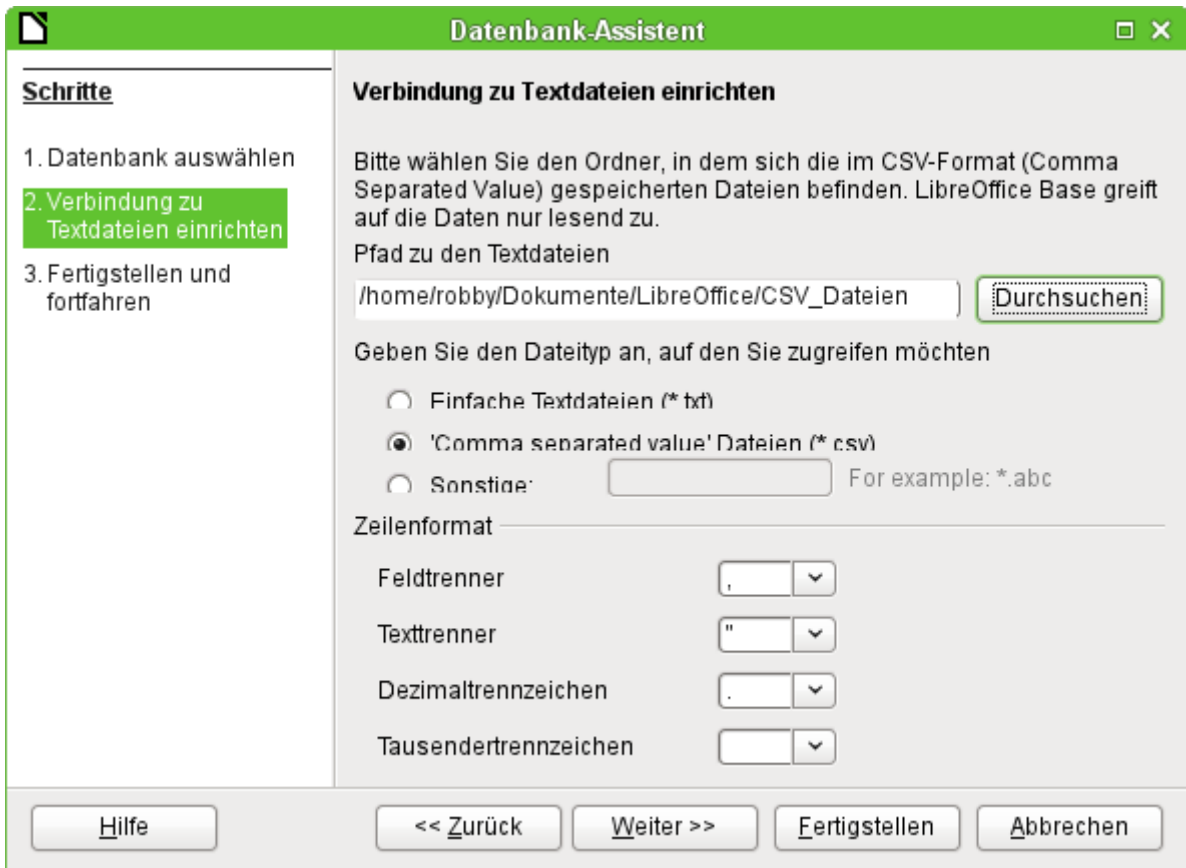 Datenbank-Assistent
Schritte
1. Datenbank auswählen
2. Verbindung zu
Textdateien einrichten
3. Fertigstellen und
fortfahren
Verbindung zu Textdateien einrichten
Bitte wählen Sie den Ordner, in dem sich die im CSV-Format (Comma
Separated Value) gespeicherten Dateien befinden. LibreOffice Base greift
auf die Daten nur lesend zu.
Pfad zu den Textdateien
/home/robby/Dokumente/LibreOffice/CSV_Dateien
Durchsuchen
Geben Sie den Dateityp an, auf den Sie zugreifen möchten
Einfache Textdateien (*.txt)
'Comma separated value' Dateien (*.csv)
Sonstige:
For example: *.abc
Zeilenformat
Feldtrenner ,
Texttrenner "
Dezimaltrennzeichen .
Tausendertrennzeichen
Hilfe
<< Zurück
Weiter >>
Fertigstellen
Abbrechen